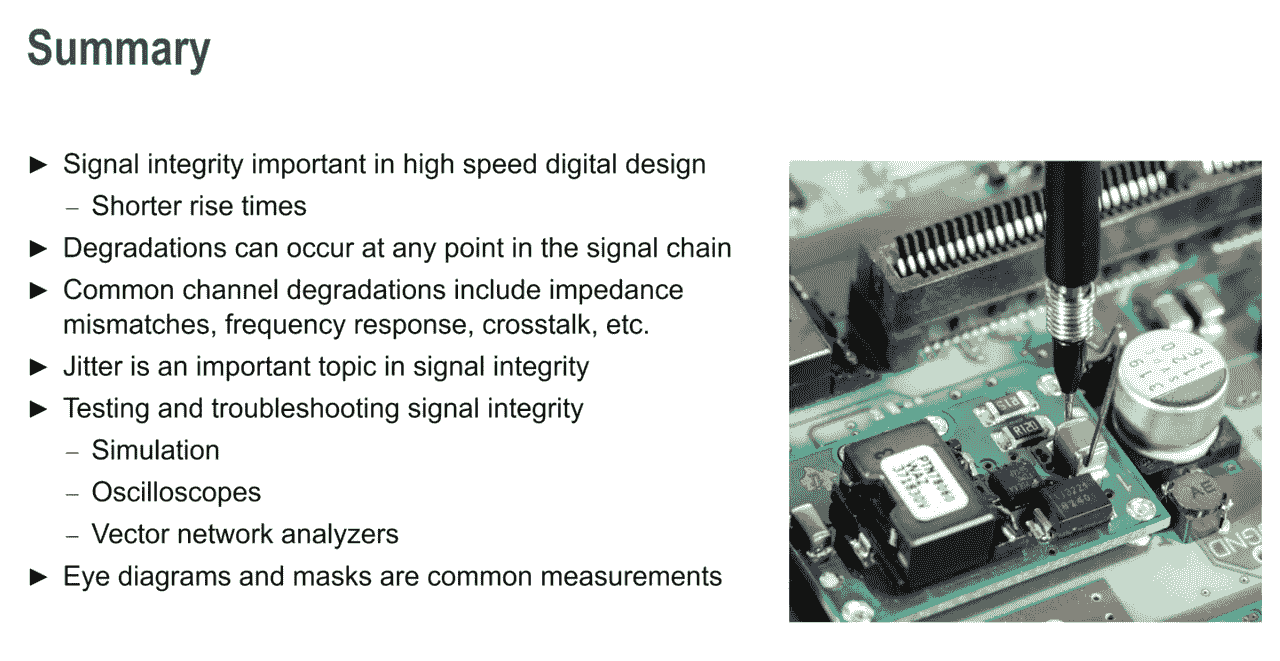 Summary
► Signal integrity important in high speed digital design
– Shorter rise times
► Degradations can occur at any point in the signal chain
► Common channel degradations include impedance
mismatches, frequency response, crosstalk, etc.
► Jitter is an important topic in signal integrity
► Testing and troubleshooting signal integrity
– Simulation
– Oscilloscopes
– Vector network analyzers
► Eye diagrams and masks are common measurements
R120
GND